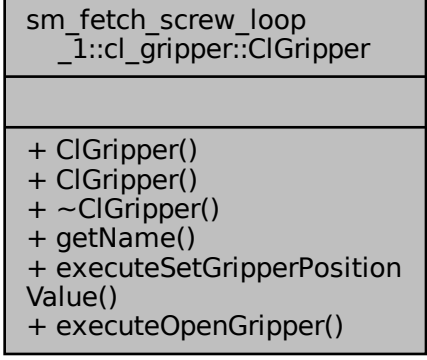 sm_fetch_screw_loop
_1::cl_gripper::ClGripper
+ ClGripper()
+ ClGripper()
+ ~ClGripper()
+ getName()
+ executeSetGripperPosition
Value()
+ executeOpenGripper()